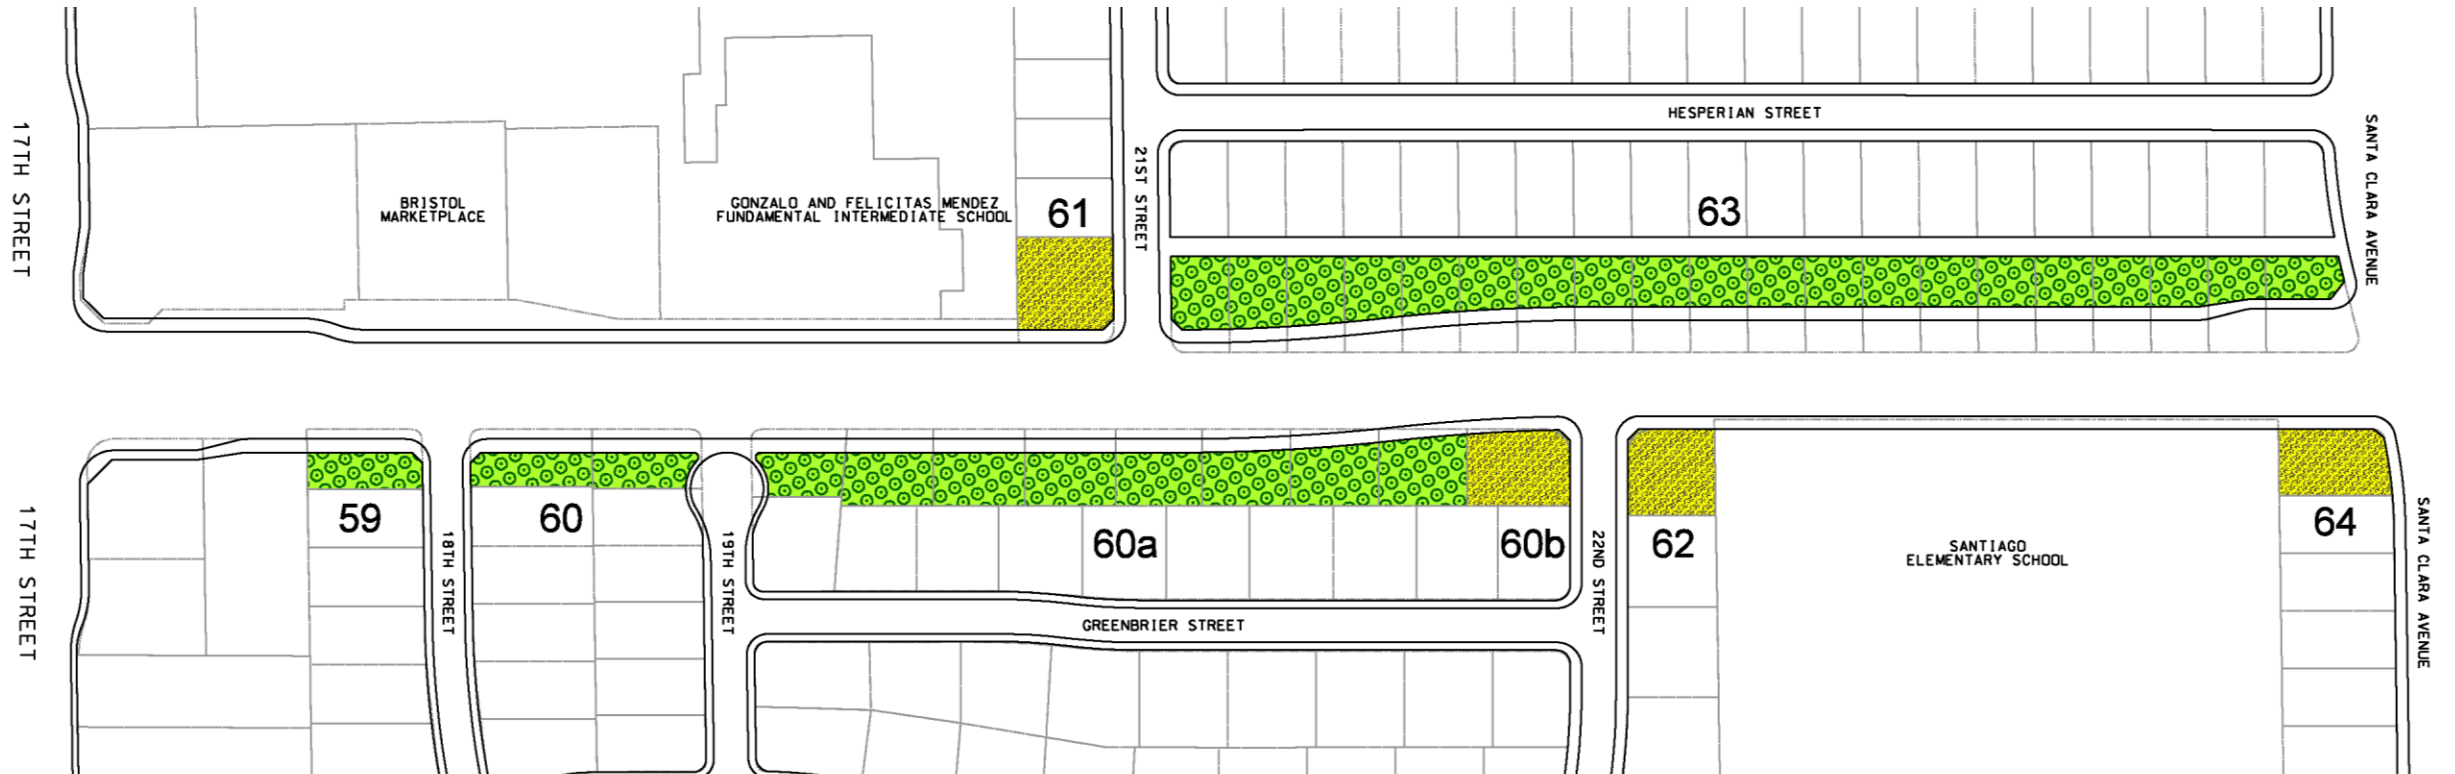 HESPERIAN STREET
17TH STREET
21ST STREET
SANTA CLARA AVENUE
BRISTOL
MARKETPLACE
GONZALO AND FELICITAS MENDEZ
FUNDAMENTAL INTERMEDIATE SCHOOL
61
63
17TH STREET
59
18TH STREET
60
19TH STREET
60a
60b
22ND STREET
62
SANTIAGO
ELEMENTARY SCHOOL
64
SANTA CLARA AVENUE
GREENBRIER STREET